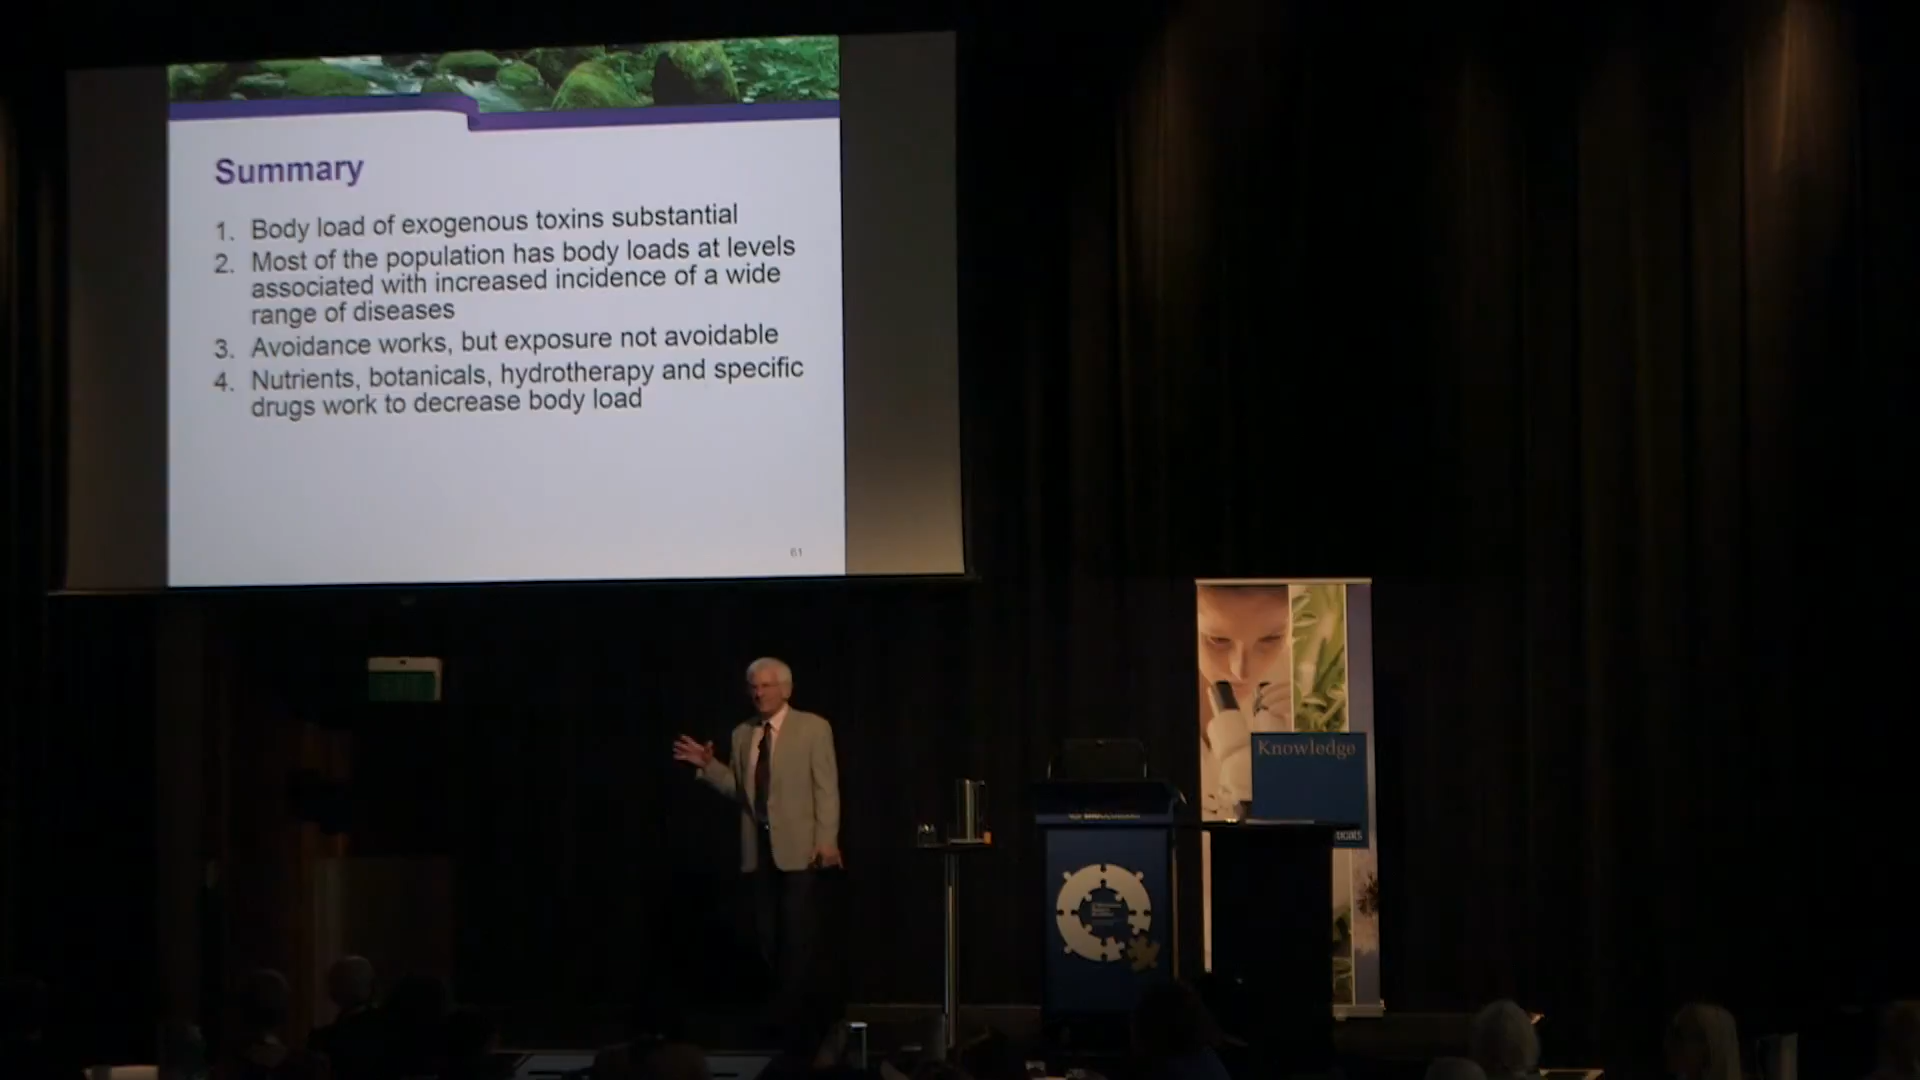 Summary
1. Body load of exogenous toxins substantial
2. Most of the population has body loads at levels
associated with increased incidence of a wide
range of diseases
3. Avoidance works, but exposure not avoidable
4. Nutrients, botanicals, hydrotherapy and specific
drugs work to decrease body load
61
Knowledge